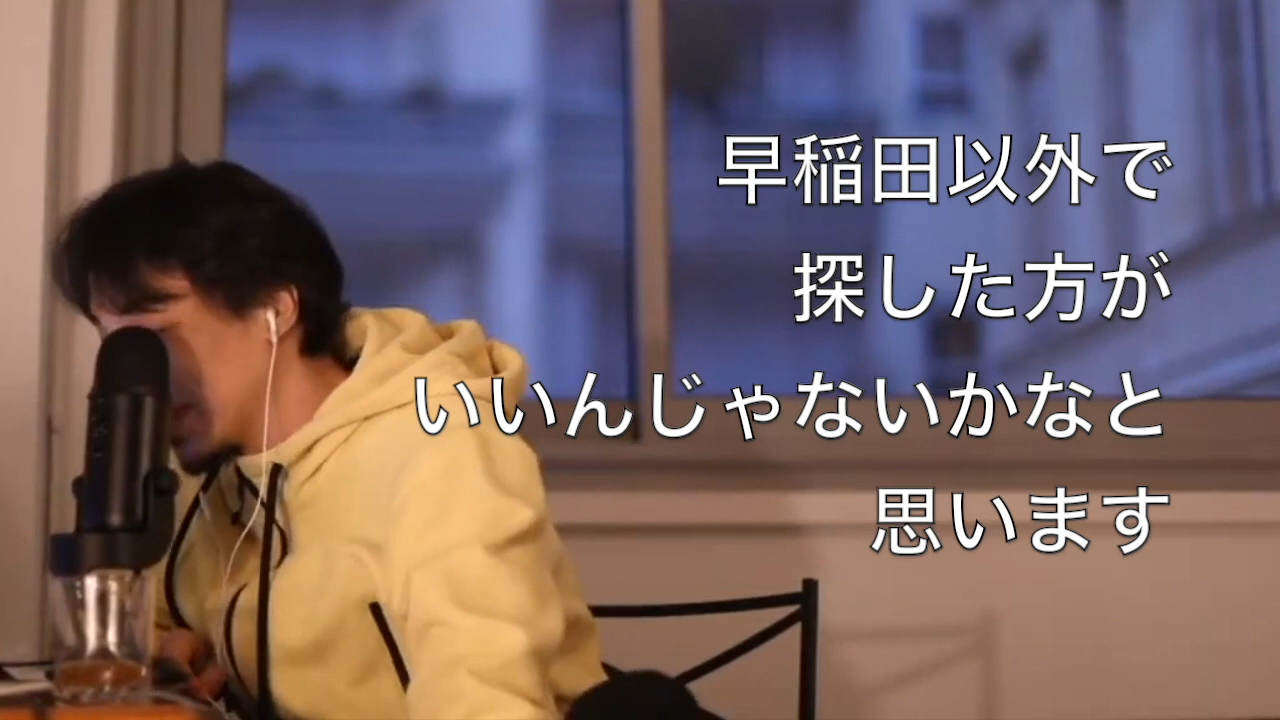 早稲田以外で
探した方が
いいんじゃないかなと
思います